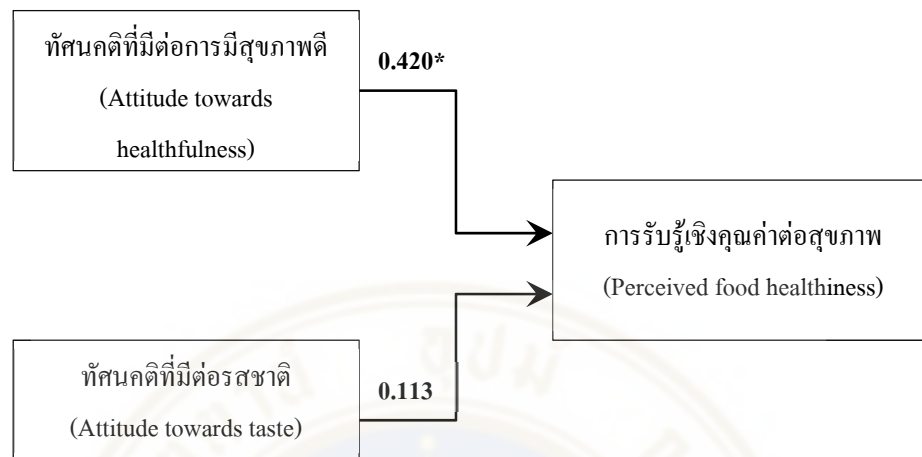 ทัศนคติที่มีต่อการมีสุขภาพดี
(Attitude towards
healthfulness)
0.420*
การรับรู้เชิงคุณค่าต่อสุขภาพ
(Perceived food healthiness)
ทัศนคติที่มีต่อรสชาติ
(Attitude towards taste)
0.113